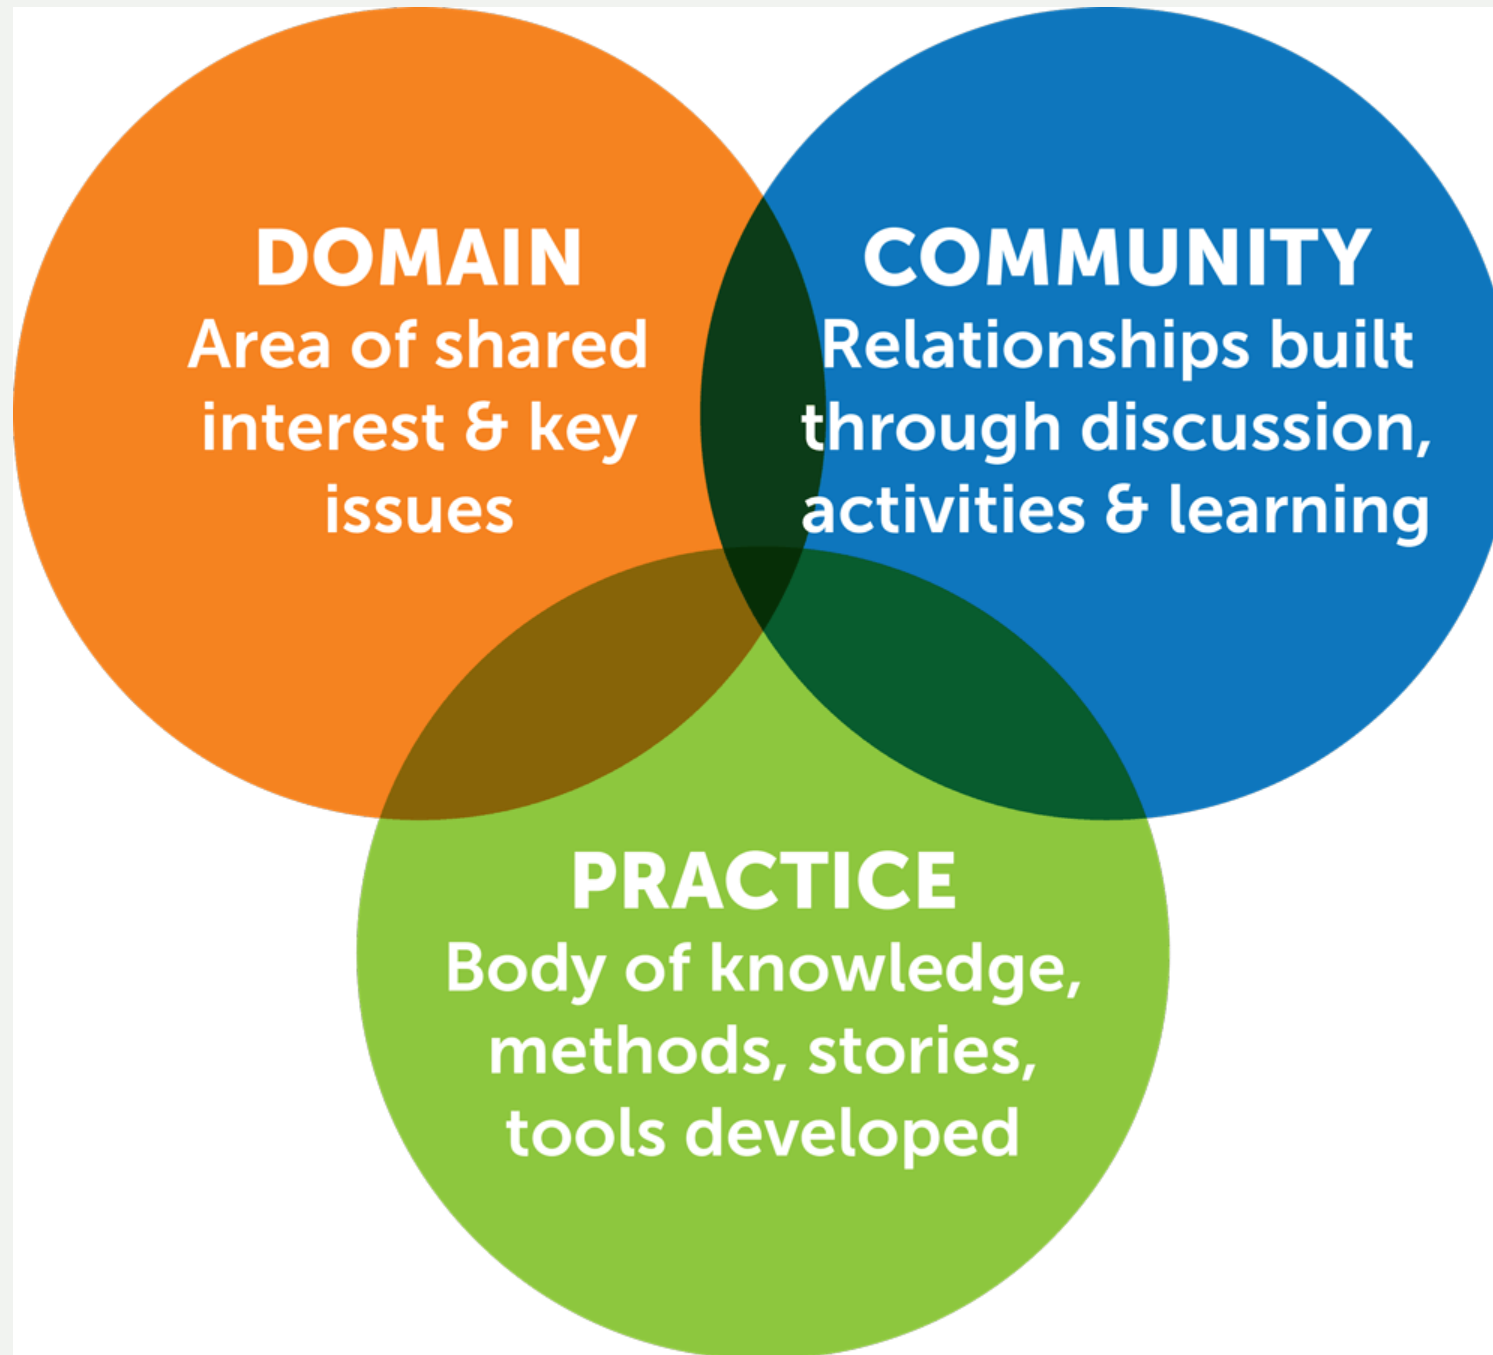 DOMAIN
Area of shared
interest & key
issues
COMMUNITY
Relationships built
through discussion,
activities & learning
PRACTICE
Body of knowledge,
methods, stories,
tools developed